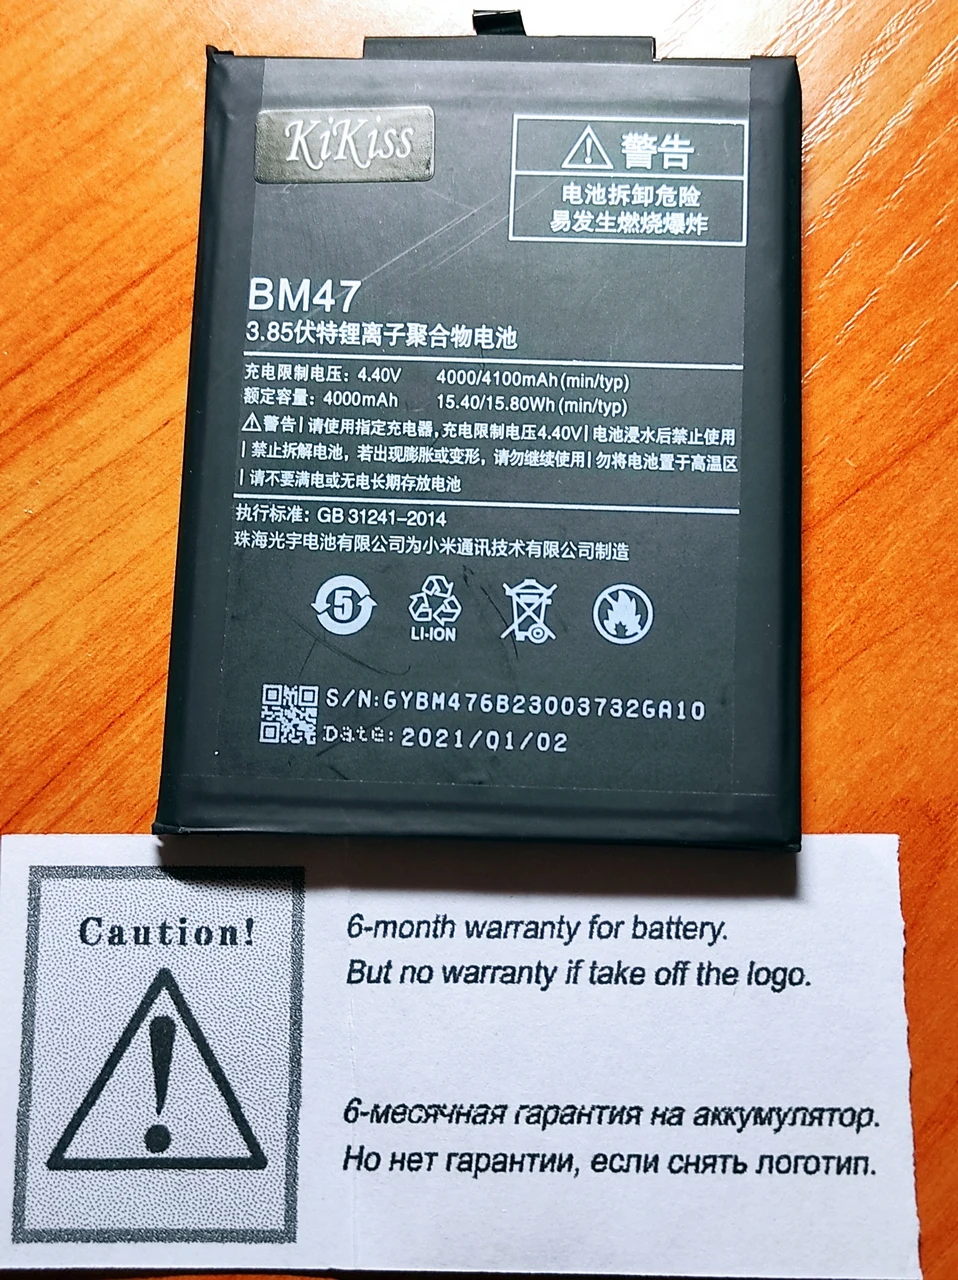 KiKiss
警告
电池拆卸危险
易发生燃烧爆炸
BM47
3.85伏特锂离子聚合物电池
充电限制电压: 4.40V 4000/4100mAh (min/typ)
额定容量: 4000mAh 15.40/15.80Wh (min/typ)
警告|请使用指定充电器,充电限制电压4.40V|电池浸水后禁止使用
|禁止拆解电池，若出现膨胀或变形，请勿继续使用|勿将电池置于高温区
|请不要满电或无电长期存放电池
执行标准: GB 31241-2014
珠海光宇电池有限公司为小米通讯技术有限公司制造
5
LI-ION
S/N:GYBM476B23003732GA10
Date: 2021/01/02
Caution!
6-month warranty for battery.
But no warranty if take off the logo.
6-месячная гарантия на аккумулятор.
Но нет гарантии, если снять логотип.